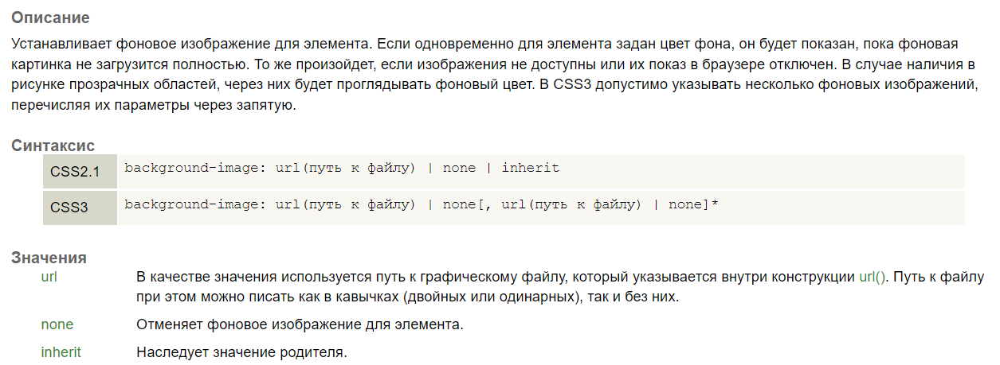 Описание
Устанавливает фоновое изображение для элемента. Если одновременно для элемента задан цвет фона, он будет показан, пока фоновая
картинка не загрузится полностью. То же произойдет, если изображения не доступны или их показ в браузере отключен. В случае наличия в
рисунке прозрачных областей, через них будет проглядывать фоновый цвет. В CSS3 допустимо указывать несколько фоновых изображений,
перечисляя их параметры через запятую.
Синтаксис
CSS2.1 background-image: url(путь к файлу) | none | inherit
CSS3 background-image: url(путь к файлу) | none[, url(путь к файлу) | none]*
Значения
url В качестве значения используется путь к графическому файлу, который указывается внутри конструкции url(). Путь к файлу
при этом можно писать как в кавычках (двойных или одинарных), так и без них.
none Отменяет фоновое изображение для элемента.
inherit Наследует значение родителя.